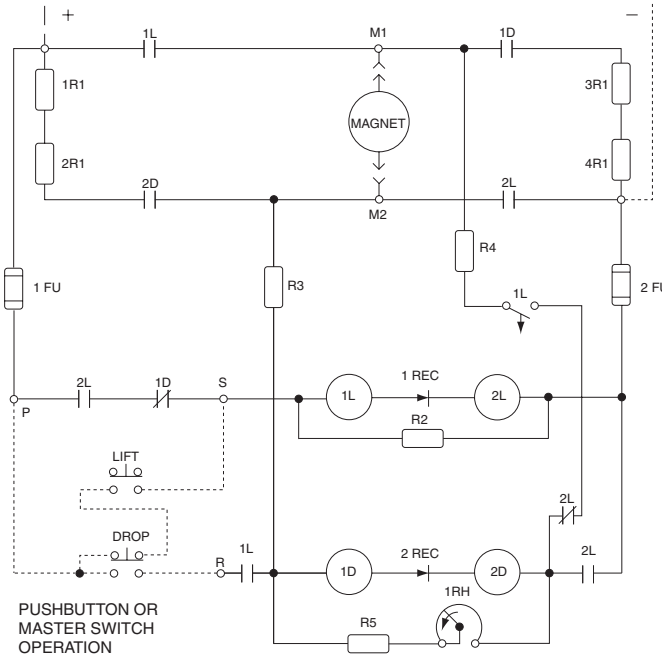 +
−
1L
M1
1D
1R1
3R1
MAGNET
2R1
4R1
2D
2L
M2
R4
1 FU
R3
1L
2 FU
2L
1D
S
1 REC
1L
2L
P
R2
LIFT
2L
DROP
R
1L
2 REC
2L
1D
2D
1RH
R5
PUSHBUTTON OR
MASTER SWITCH
OPERATION